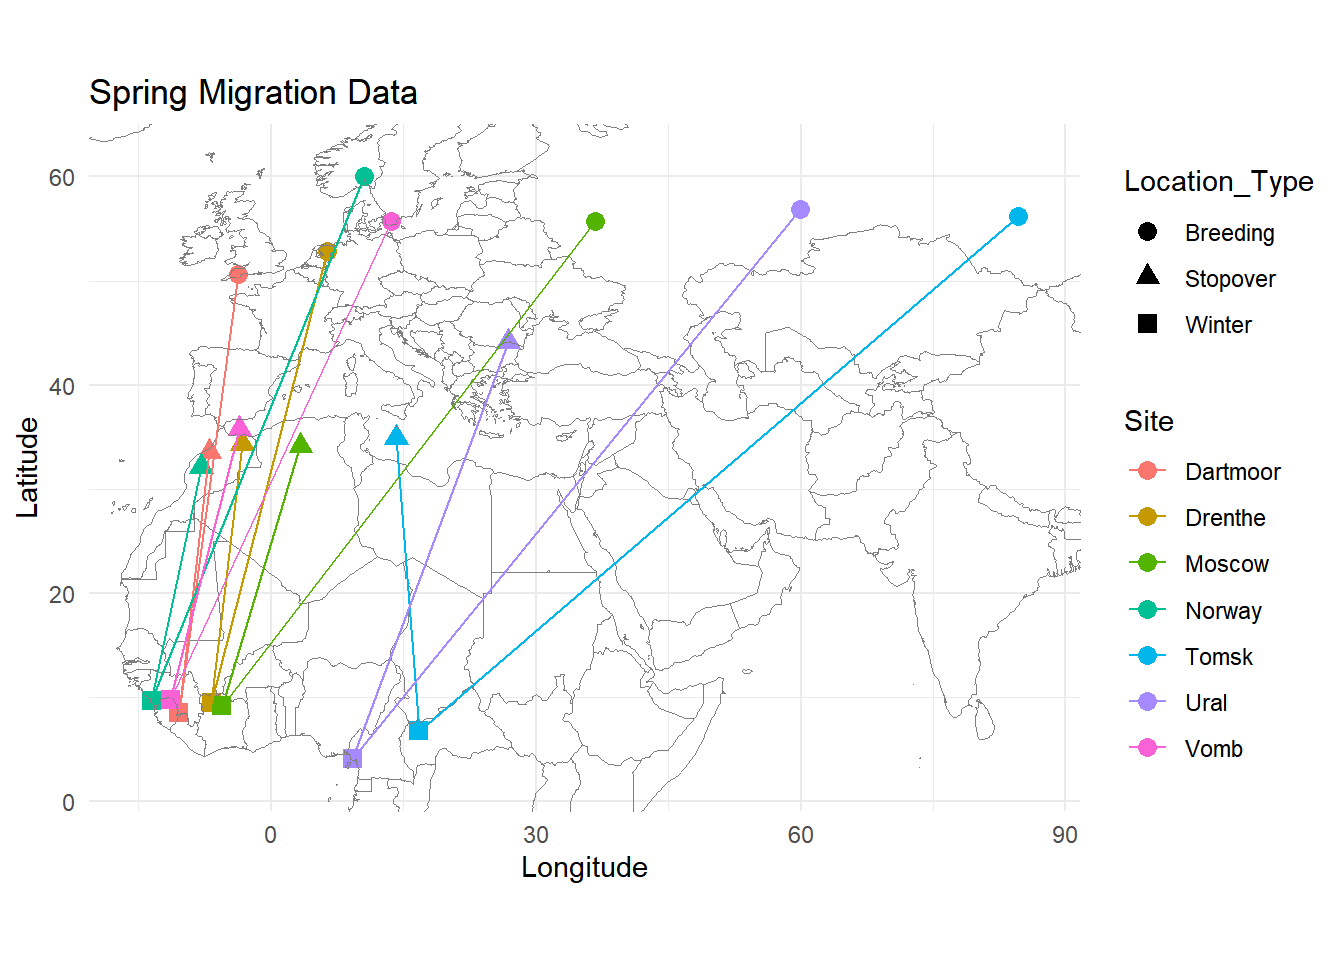 Spring Migration Data
60
40
20
0
Latitude
0
30
60
90
Longitude
Location_Type
Breeding
Stopover
Winter
Site
Dartmoor
Drenthe
Moscow
Norway
Tomsk
Ural
Vomb